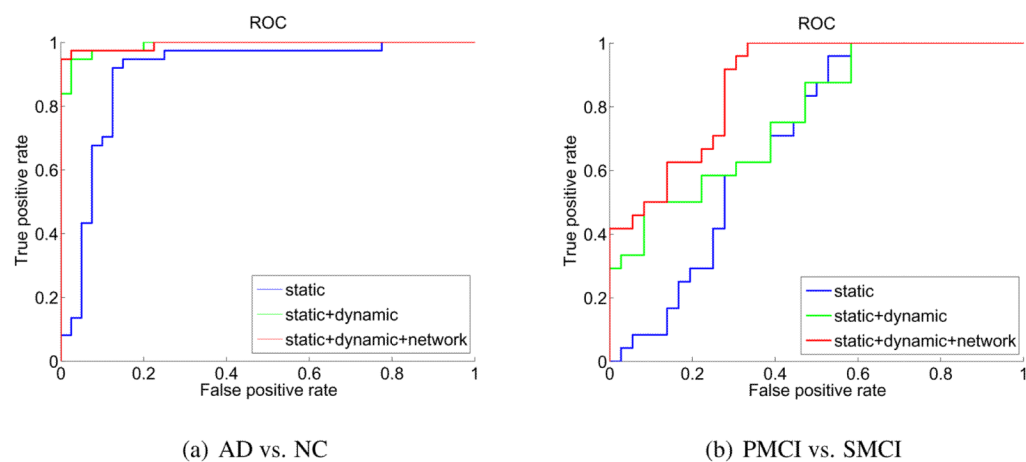 ROC
1
0.8
0.6
0.4
0.2
0
True positive rate
static
static+dynamic
static+dynamic+network
0 0.2 0.4 0.6 0.8 1
False positive rate
(a) AD vs. NC
ROC
1
0.8
0.6
0.4
0.2
0
True positive rate
static
static+dynamic
static+dynamic+network
0 0.2 0.4 0.6 0.8 1
False positive rate
(b) PMCI vs. SMCI